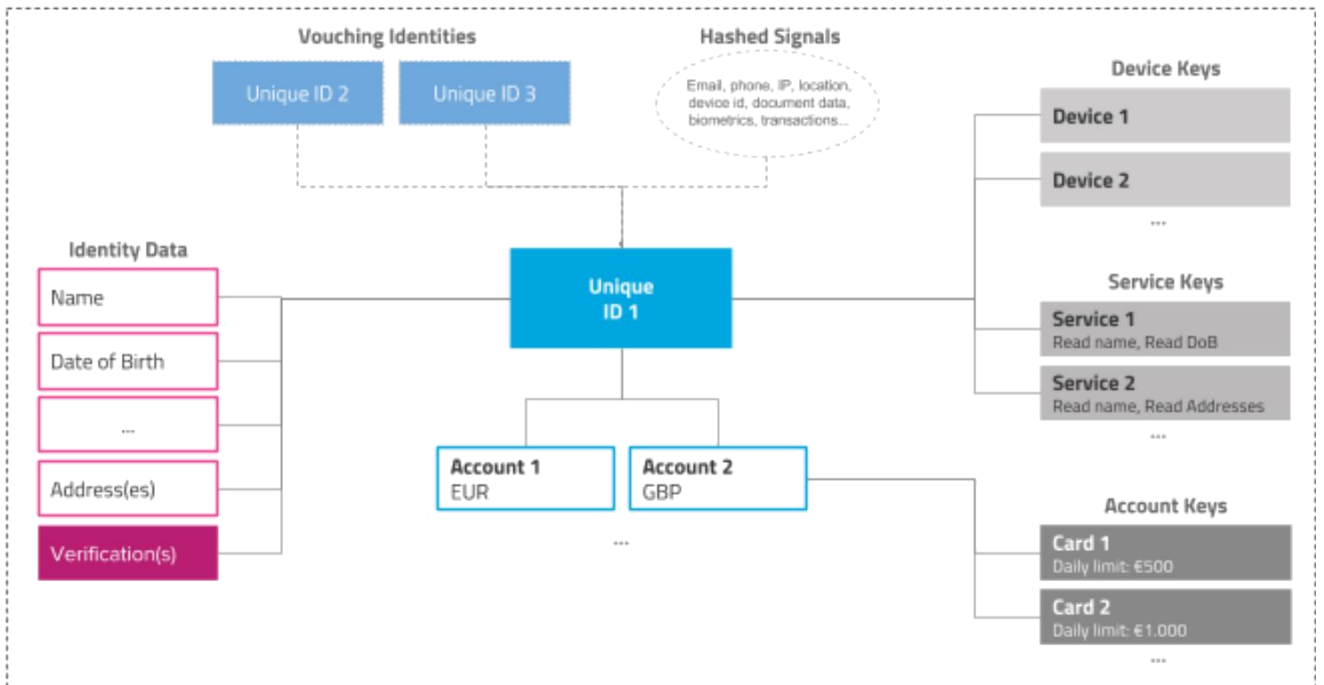 Vouching Identities
Unique ID 2
Unique ID 3
Hashed Signals
Email, phone, IP, location,
device id, document data,
biometrics, transactions...
Device Keys
Device 1
Device 2
...
Identity Data
Name
Date of Birth
...
Address(es)
Verification(s)
Unique
ID 1
Service Keys
Service 1
Read name, Read DoB
Service 2
Read name, Read Addresses
...
Account 1
EUR
Account 2
GBP
...
Account Keys
Card 1
Daily limit: €500
Card 2
Daily limit: €1.000
...